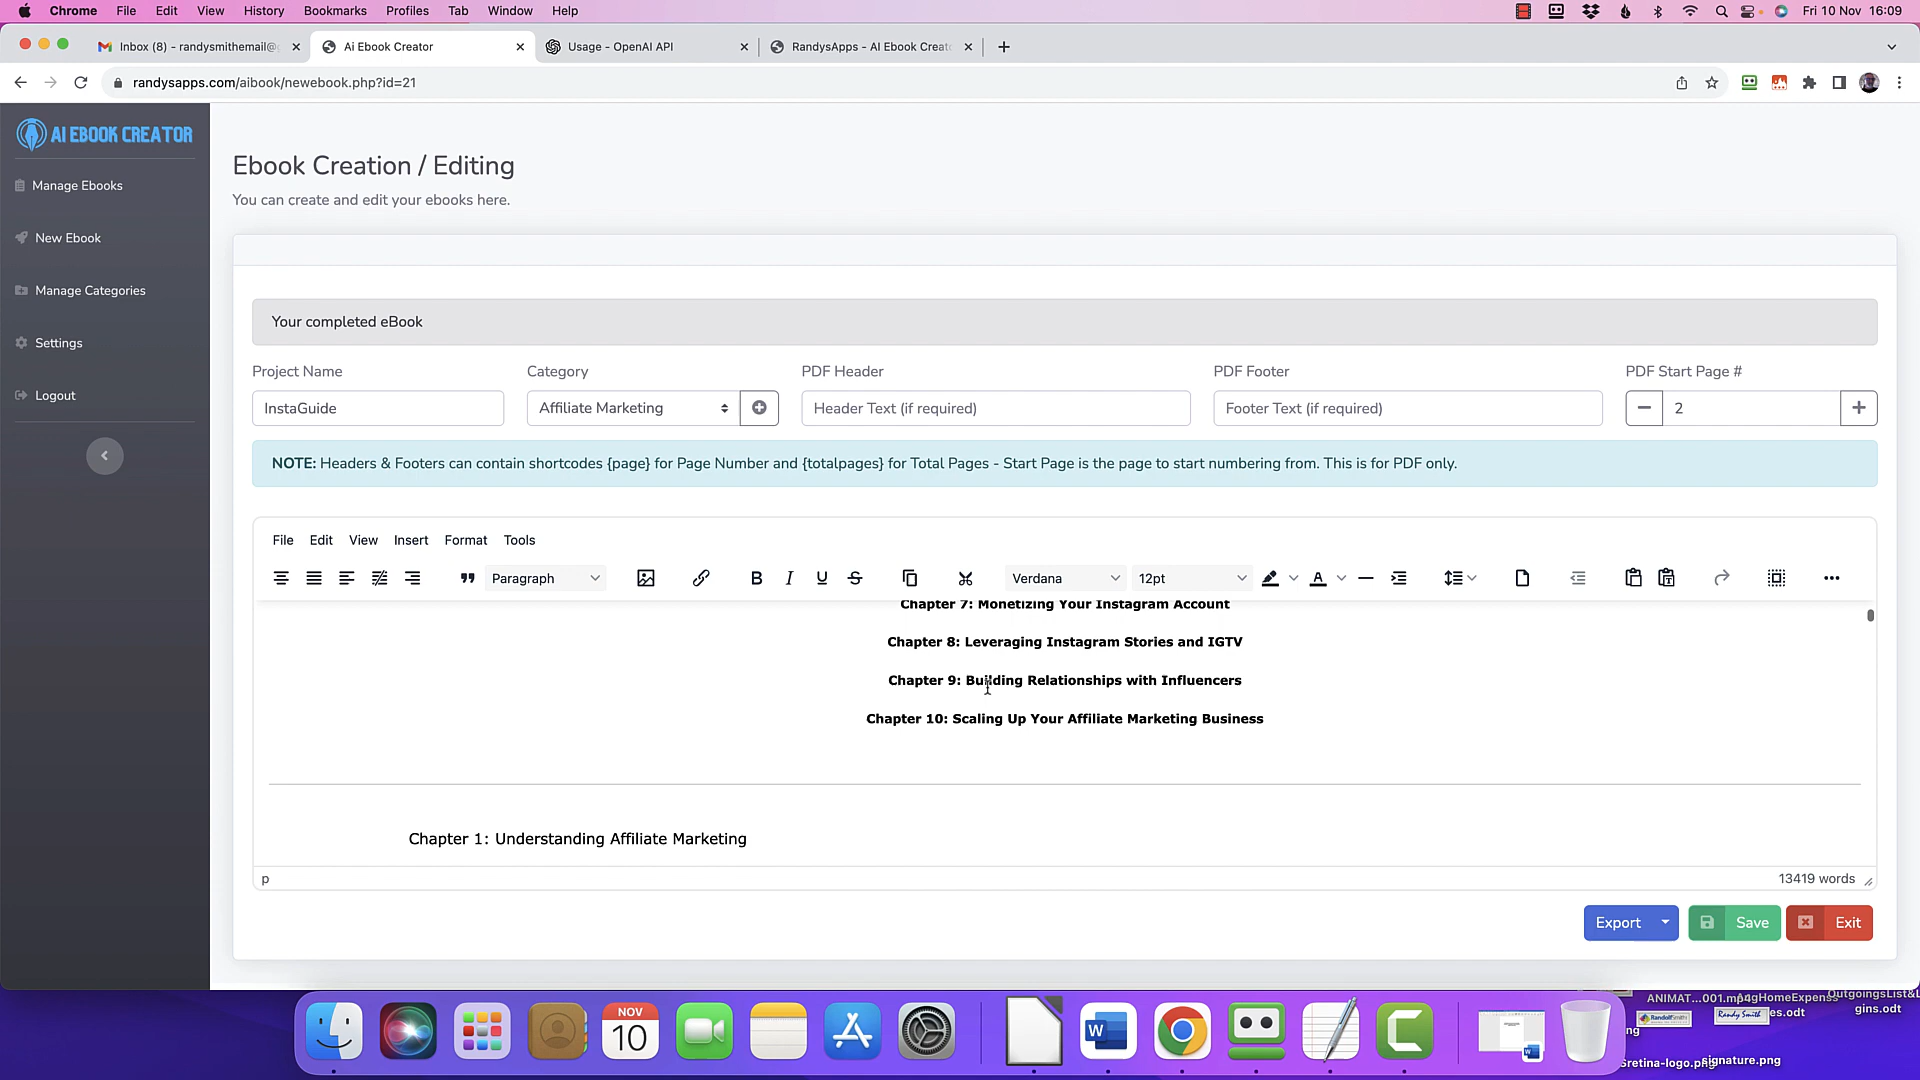 Chrome File Edit View History Bookmarks Profiles Tab Window Help Fri 10 Nov 16:09
Inbox (8) - randysmithemail@ Ai Ebook Creator Usage - OpenAI API RandysApps - AI Ebook Creat
randysapps.com/aibook/newebook.php?id=21
AI EBOOK CREATOR
Manage Ebooks
New Ebook
Manage Categories
Settings
Logout
Ebook Creation / Editing
You can create and edit your ebooks here.
Your completed eBook
Project Name Category PDF Header PDF Footer PDF Start Page #
InstaGuide Affiliate Marketing Header Text (if required) Footer Text (if required) 2
NOTE: Headers & Footers can contain shortcodes {page} for Page Number and {totalpages} for Total Pages - Start Page is the page to start numbering from. This is for PDF only.
File Edit View Insert Format Tools
Paragraph B I U S Verdana 12pt A
Chapter 7: Monetizing Your Instagram Account
Chapter 8: Leveraging Instagram Stories and IGTV
Chapter 9: Building Relationships with Influencers
Chapter 10: Scaling Up Your Affiliate Marketing Business
Chapter 1: Understanding Affiliate Marketing
p 13419 words
Export Save Exit
NOV
10
W
ANIMAT...001.mp4
gins.odt
Randy Smith
signature.png